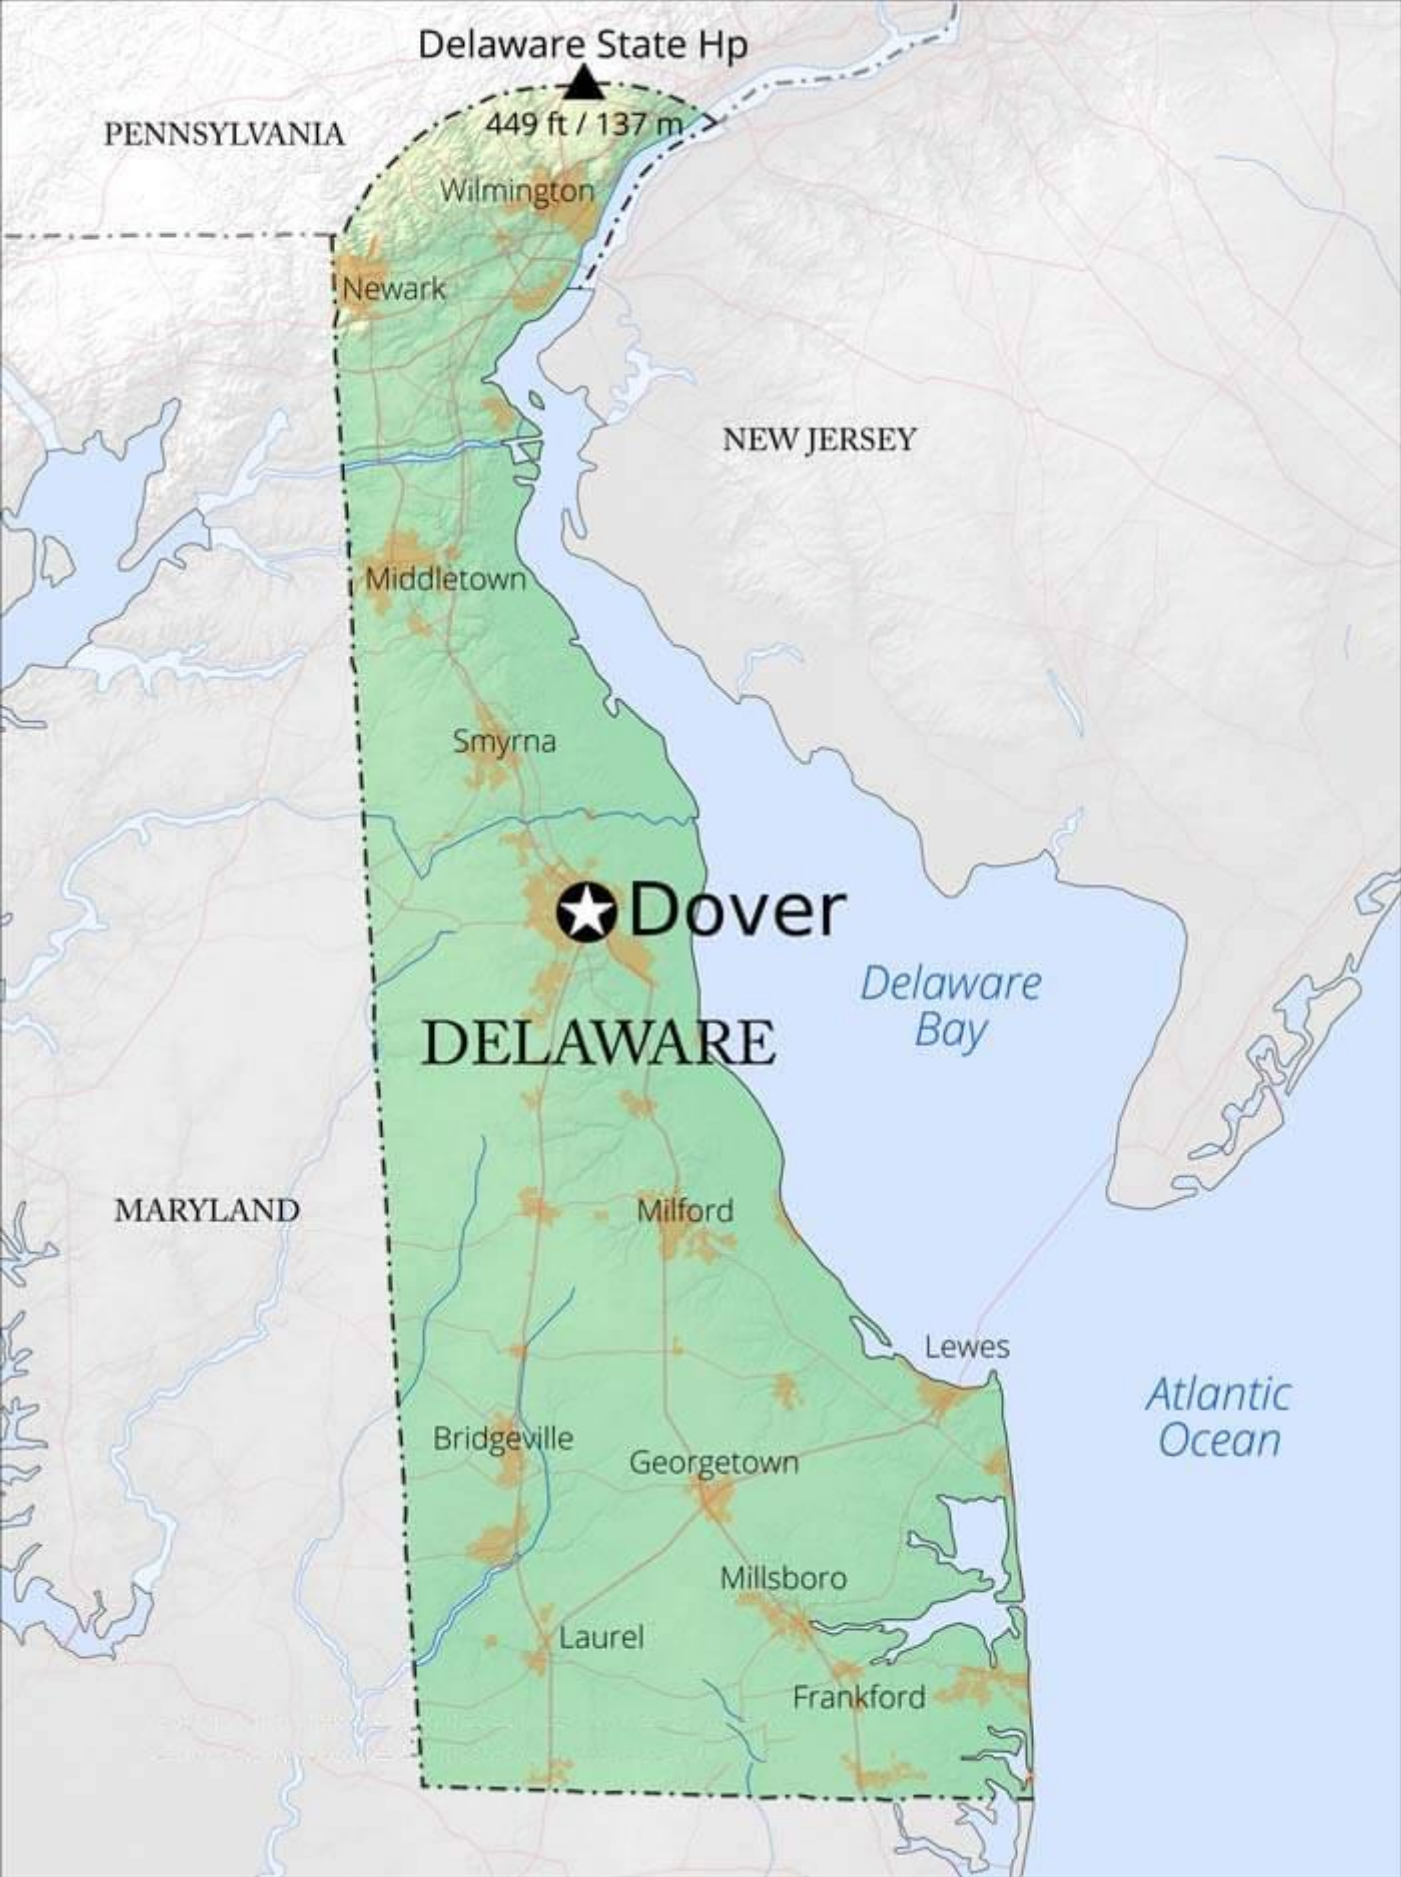 Delaware State Hp
449 ft / 137 m
PENNSYLVANIA
Wilmington
Newark
NEW JERSEY
Middletown
Smyrna
Dover
Delaware
Bay
DELAWARE
MARYLAND
Milford
Lewes
Atlantic
Ocean
Bridgeville
Georgetown
Millsboro
Laurel
Frankford